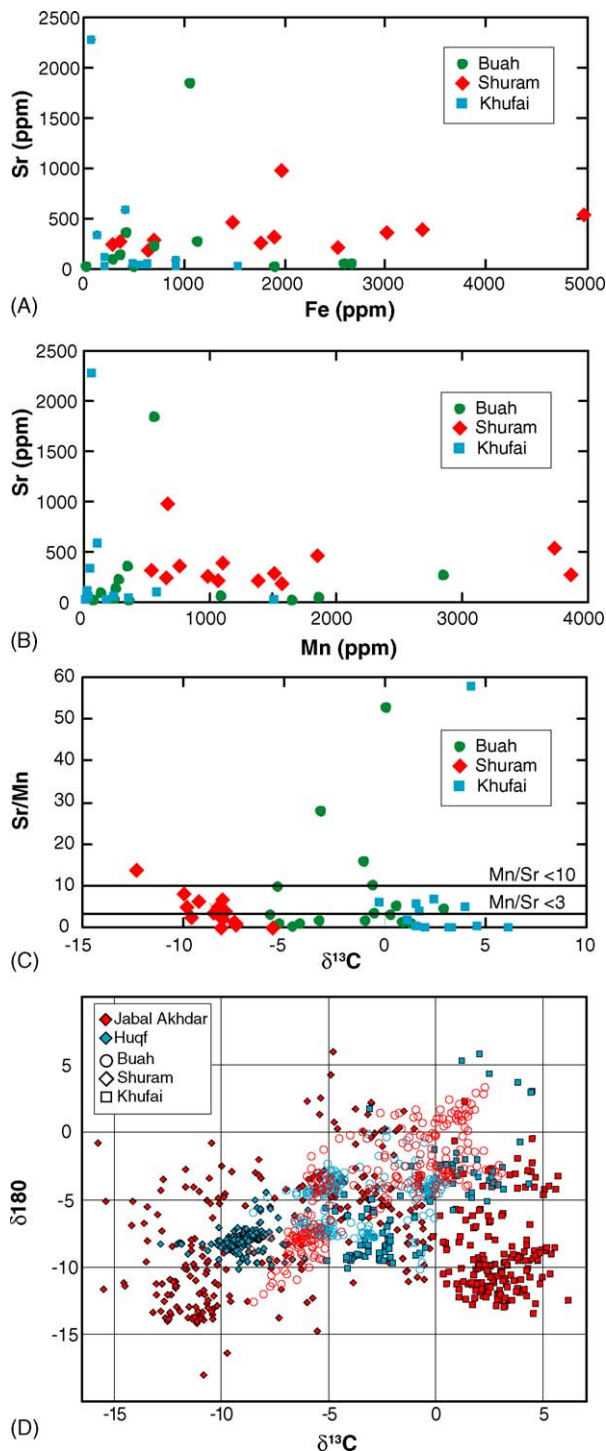 2500
2000
1500
1000
500
0
Sr (ppm)
Buah
Shuram
Khufai
0 1000 2000 3000 4000 5000
Fe (ppm)
(A)
2500
2000
1500
1000
500
0
Sr (ppm)
Buah
Shuram
Khufai
0 1000 2000 3000 4000
Mn (ppm)
(B)
60
50
40
30
20
10
0
Sr/Mn
Buah
Shuram
Khufai
Mn/Sr <10
Mn/Sr <3
-15 -10 -5 0 5 10
δ¹³C
(C)
Jabal Akhdar
Huqf
Buah
Shuram
Khufai
5
0
-5
-10
-15
δ180
-15 -10 -5 0 5
δ¹³C
(D)